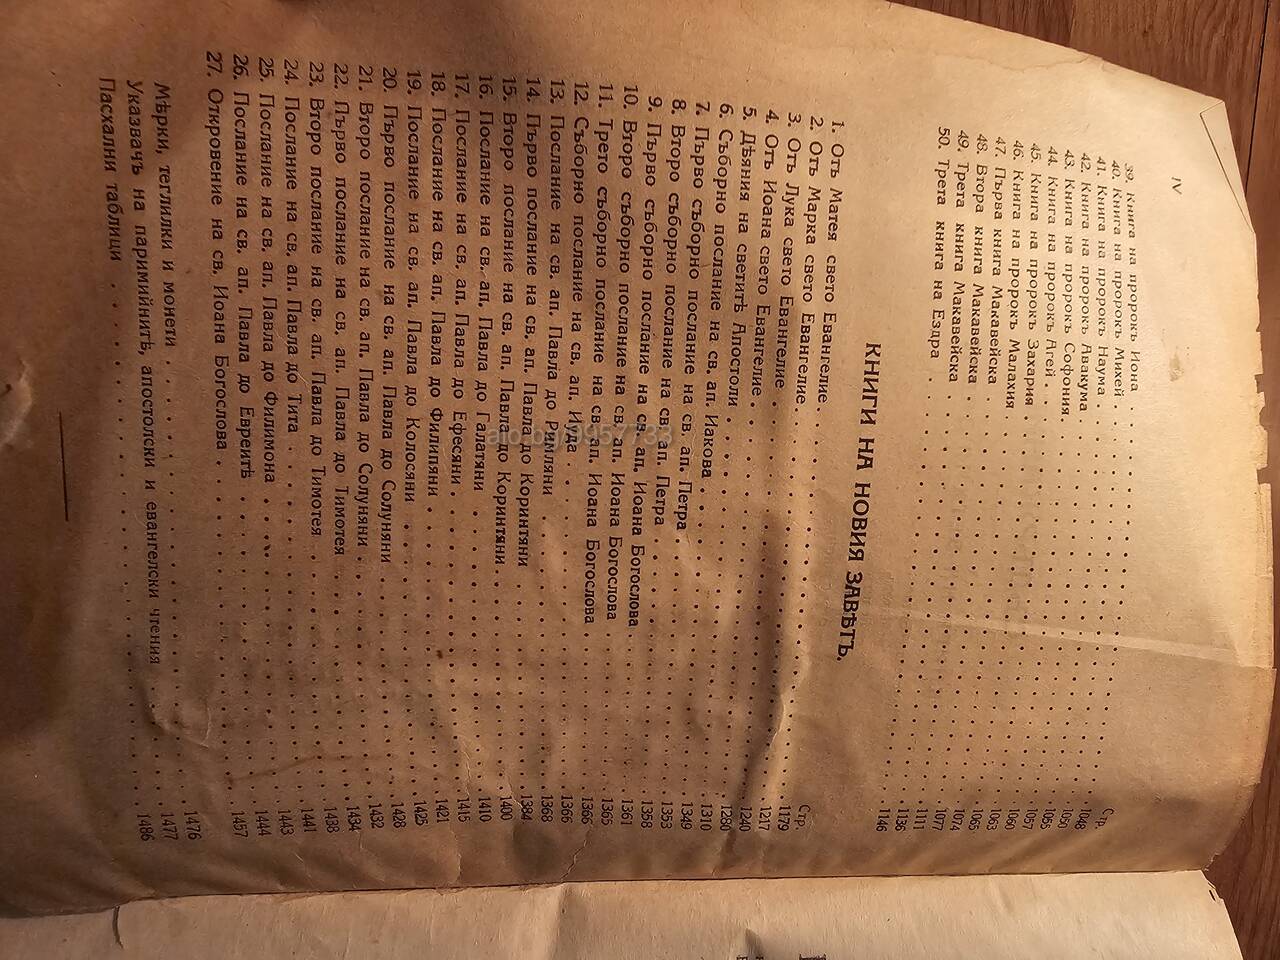 IV
Стр.
39. Книга на пророкъ Иона . . . 1048
40. Книга на пророкъ Михей . . . 1050
41. Книга на пророкъ Наума . . . 1055
42. Книга на пророкъ Авакума . . . 1057
43. Книга на пророкъ Софония . . . 1060
44. Книга на пророкъ Агей . . . 1063
45. Книга на пророкъ Захария . . . 1065
46. Книга на пророкъ Малахия . . . 1074
47. Първа книга Макавейска . . . 1077
48. Втора книга Макавейска . . . 1111
49. Трета книга Макавейска . . . 1136
50. Трета книга на Ездра . . . 1146
КНИГИ НА НОВИЯ ЗАВѢТЪ.
Стр.
1. Отъ Матея свето Евангелие . . . 1179
2. Отъ Марка свето Евангелие . . . 1217
3. Отъ Лука свето Евангелие . . . 1240
4. Отъ Иоана свето Евангелие . . . 1280
5. Дѣяния на светитѣ Апостоли . . . 1310
6. Съборно послание на св. ап. Иакова . . . 1349
7. Първо съборно послание на св. ап. Петра . . . 1353
8. Второ съборно послание на св. ап. Петра . . . 1358
9. Първо съборно послание на св. ап. Иоана Богослова . . . 1361
10. Второ съборно послание на св. ап. Иоана Богослова . . . 1365
11. Трето съборно послание на св. ап. Иоана Богослова . . . 1366
12. Съборно послание на св. ап. Иуда . . . 1366
13. Послание на св. ап. Павла до Римляни . . . 1368
14. Първо послание на св. ап. Павла до Коринтяни . . . 1384
15. Второ послание на св. ап. Павла до Коринтяни . . . 1400
16. Послание на св. ап. Павла до Галатяни . . . 1410
17. Послание на св. ап. Павла до Ефесяни . . . 1415
18. Послание на св. ап. Павла до Филипяни . . . 1421
19. Послание на св. ап. Павла до Колосяни . . . 1425
20. Първо послание на св. ап. Павла до Солуняни . . . 1428
21. Второ послание на св. ап. Павла до Солуняни . . . 1432
22. Първо послание на св. ап. Павла до Тимотея . . . 1434
23. Второ послание на св. ап. Павла до Тимотея . . . 1438
24. Послание на св. ап. Павла до Тита . . . 1441
25. Послание на св. ап. Павла до Филимона . . . 1443
26. Послание на св. ап. Павла до Евреитѣ . . . 1444
27. Откровение на св. Иоана Богослова . . . 1457
Мѣрки, теглилки и монети . . . 1476
Указвачъ на паримийнитѣ, апостолски и евангелски чтения . . . 1477
Пасхални таблици . . . 1486